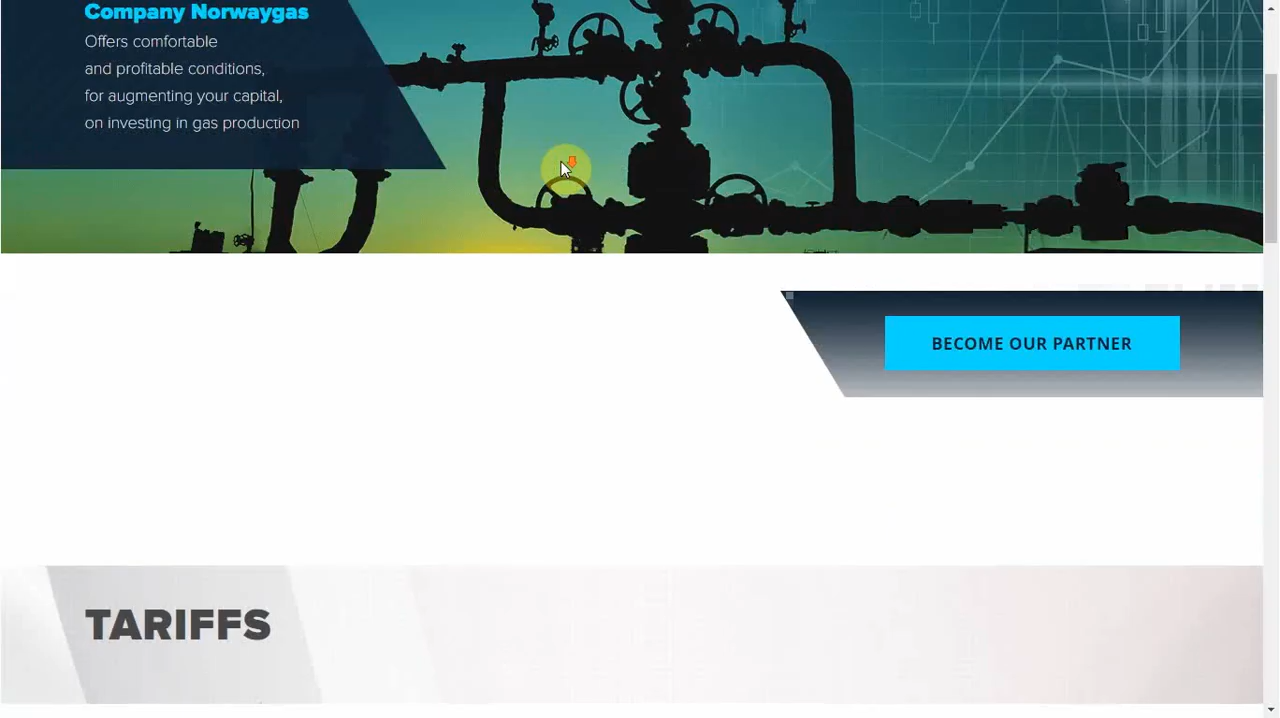 Company Norwaygas
Offers comfortable
and profitable conditions,
for augmenting your capital,
on investing in gas production
BECOME OUR PARTNER
TARIFFS